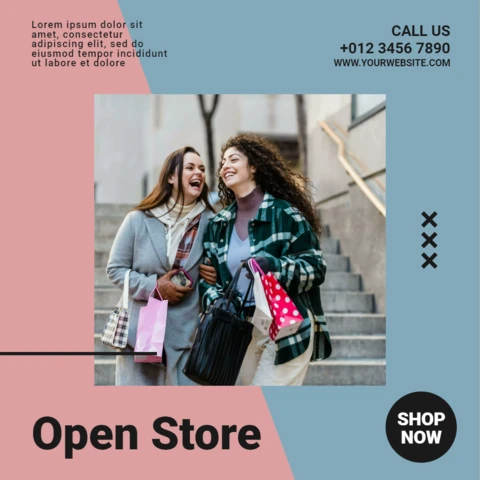 Lorem ipsum dolor sit
amet, consectetur
adipiscing elit, sed do
eiusmod tempor incididunt
ut labore et dolore
CALL US
+012 3456 7890
WWW.YOURWEBSITE.COM
Open Store
SHOP
NOW